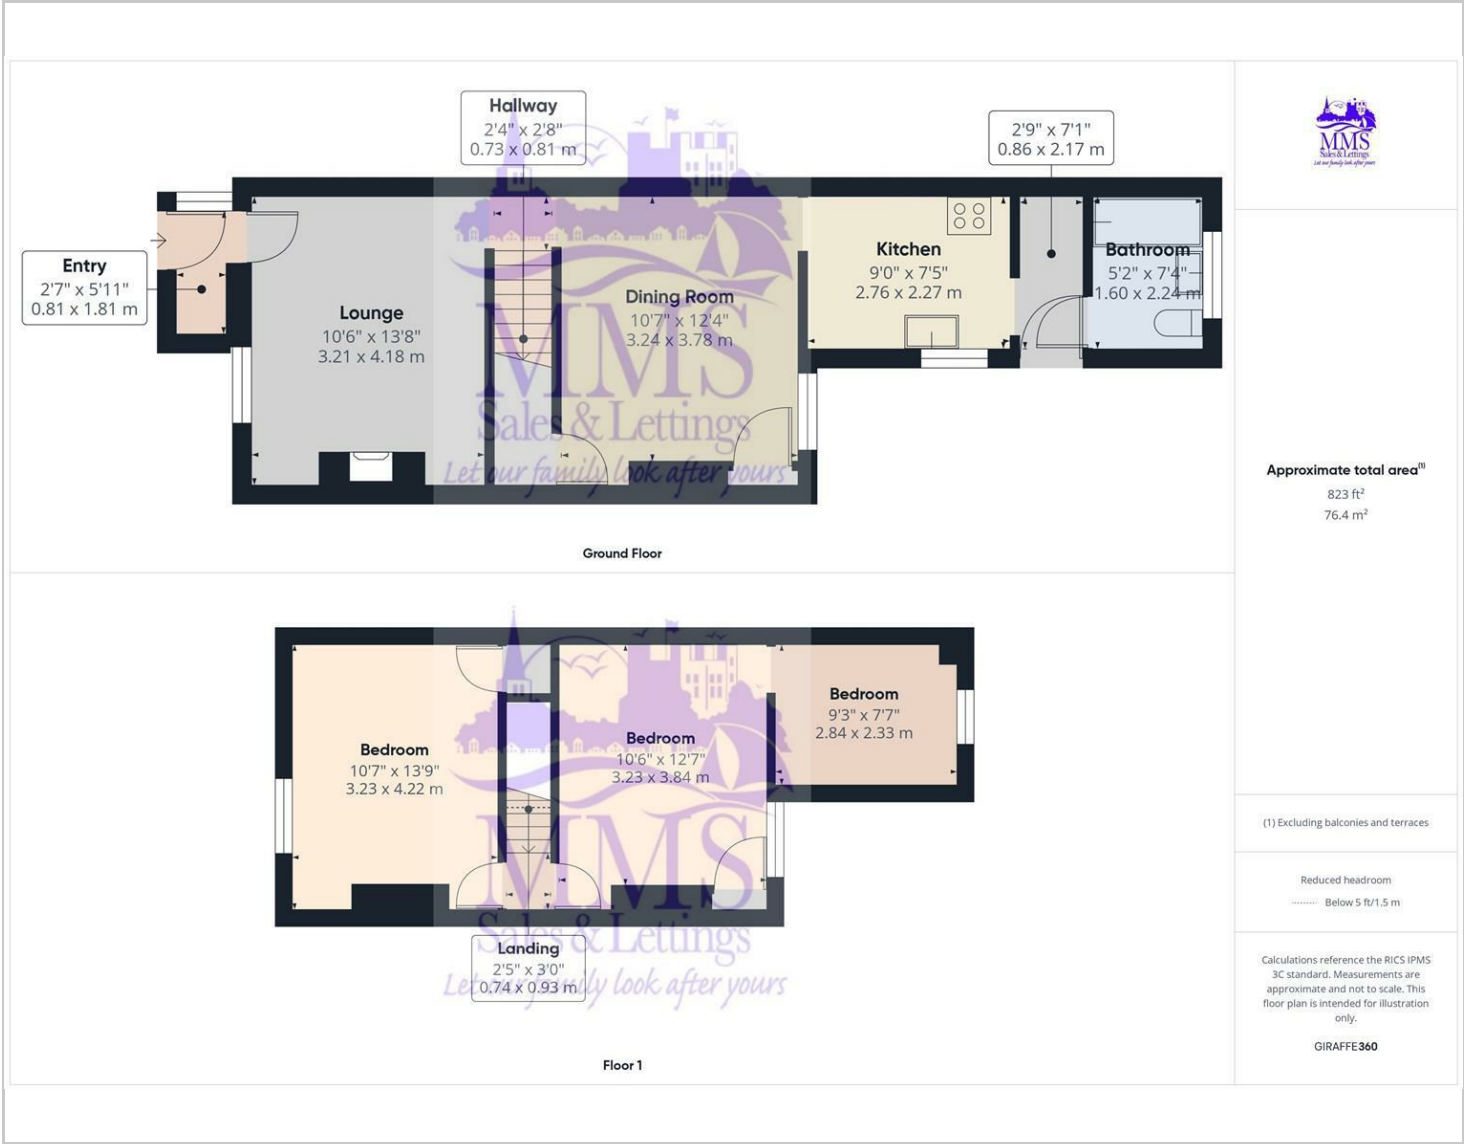 Hallway
2'4" x 2'8"
0.73 x 0.81 m
2'9" x 7'1"
0.86 x 2.17 m
MMS
Sales & Lettings
Let our family look after yours
Entry
2'7" x 5'11"
0.81 x 1.81 m
Lounge
10'6" x 13'8"
3.21 x 4.18 m
Dining Room
10'7" x 12'4"
3.24 x 3.78 m
Kitchen
9'0" x 7'5"
2.76 x 2.27 m
Bathroom
5'2" x 7'4"
1.60 x 2.24 m
MMS
Sales & Lettings
Let our family look after yours
Ground Floor
Approximate total area(1)
823 ft²
76.4 m²
Bedroom
10'7" x 13'9"
3.23 x 4.22 m
Bedroom
10'6" x 12'7"
3.23 x 3.84 m
Bedroom
9'3" x 7'7"
2.84 x 2.33 m
MMS
Sales & Lettings
Let our family look after yours
Landing
2'5" x 3'0"
0.74 x 0.93 m
Floor 1
(1) Excluding balconies and terraces
Reduced headroom
Below 5 ft/1.5 m
Calculations reference the RICS IPMS
3C standard. Measurements are
approximate and not to scale. This
floor plan is intended for illustration
only.
GIRAFFE360